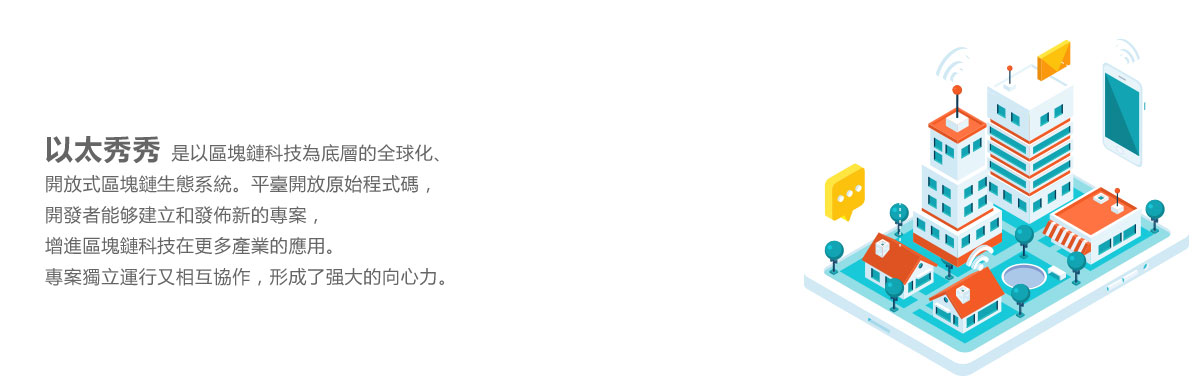 以太秀秀 是以區塊鏈科技為底層的全球化、
開放式區塊鏈生態系統。平臺開放原始程式碼，
開發者能够建立和發佈新的專案，
增進區塊鏈科技在更多產業的應用。
專案獨立運行又相互協作，形成了强大的向心力。